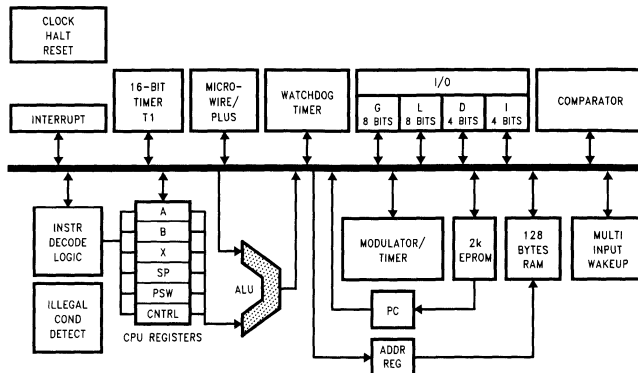 CLOCK
HALT
RESET
INTERRUPT
16-BIT
TIMER
T1
MICRO-
WIRE/
PLUS
WATCHDOG
TIMER
I/O
G
8 BITS
L
8 BITS
D
4 BITS
I
4 BITS
COMPARATOR
INSTR
DECODE
LOGIC
A
B
X
SP
PSW
CNTRL
CPU REGISTERS
ALU
MODULATOR/
TIMER
2k
EPROM
128
BYTES
RAM
MULTI
INPUT
WAKEUP
ILLEGAL
COND
DETECT
PC
ADDR
REG